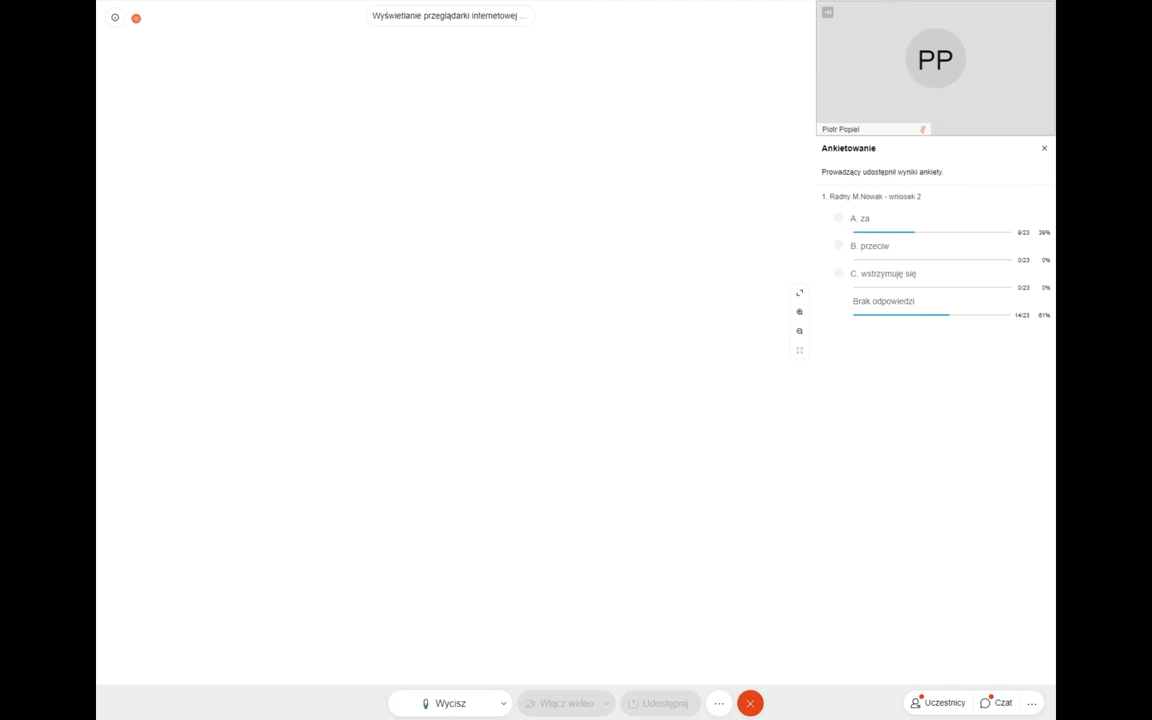 Wyświetlanie przeglądarki internetowej ...
PP
Piotr Popiel
Ankietowanie
Prowadzący udostępnił wyniki ankiety.
1. Radny M.Nowak - wniosek 2
A. za
9/23 39%
B. przeciw
0/23 0%
C. wstrzymuję się
0/23 0%
Brak odpowiedzi
14/23 61%
Wycisz
Włącz wideo
Udostępnij
Uczestnicy
Czat